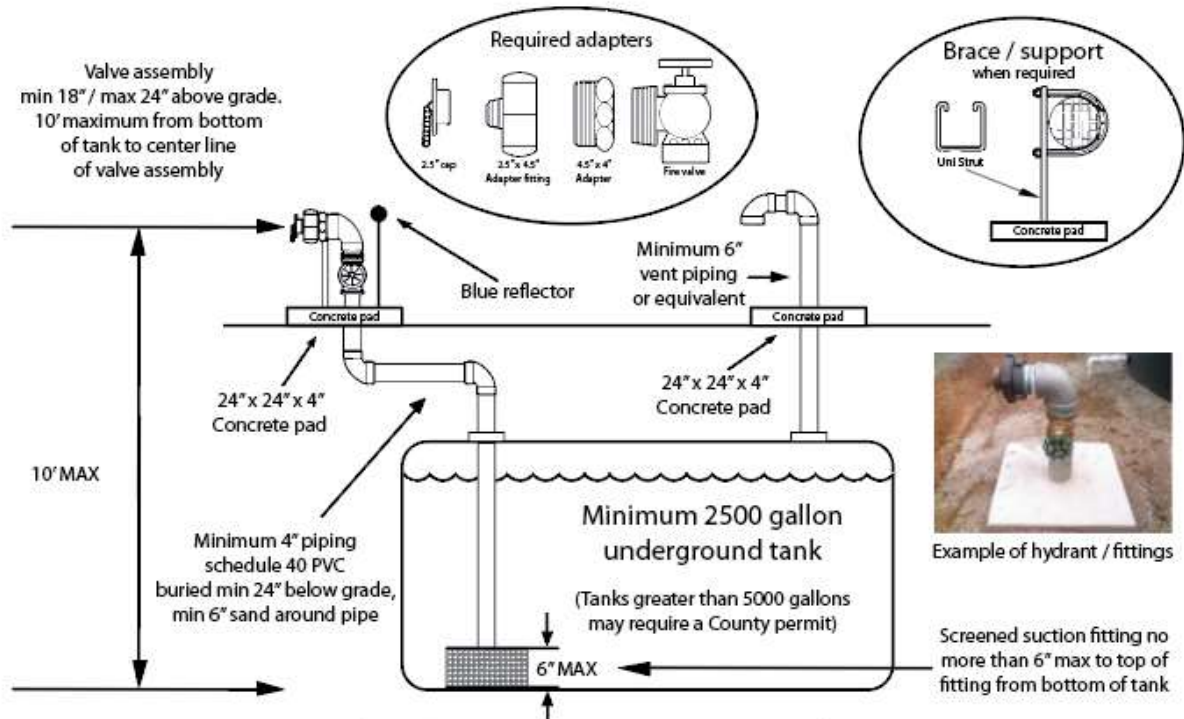 Valve assembly
min 18" / max 24" above grade.
10' maximum from bottom
of tank to center line
of valve assembly
Required adapters
2.5" cap
2.5" x 4.5"
Adapter fitting
4.5" x 4"
Adapter
Fire valve
Brace / support
when required
Uni Strut
Concrete pad
Blue reflector
Minimum 6"
vent piping
or equivalent
Concrete pad
Concrete pad
24" x 24" x 4"
Concrete pad
24" x 24" x 4"
Concrete pad
10' MAX
Minimum 4" piping
schedule 40 PVC
buried min 24" below grade,
min 6" sand around pipe
Minimum 2500 gallon
underground tank
(Tanks greater than 5000 gallons
may require a County permit)
6" MAX
Example of hydrant / fittings
Screened suction fitting no
more than 6" max to top of
fitting from bottom of tank